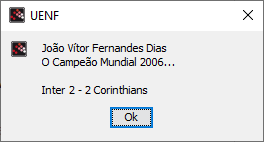 UENF
João Vítor Fernandes Dias
O Campeão Mundial 2006...
Inter 2 - 2 Corinthians
Ok